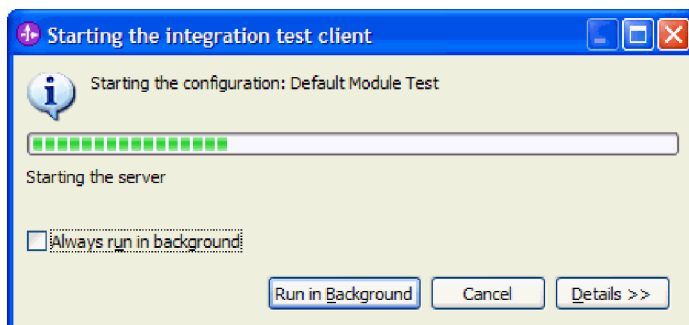 Starting the integration test client
Starting the configuration: Default Module Test
Starting the server
Always run in background
Run in Background Cancel Details >>